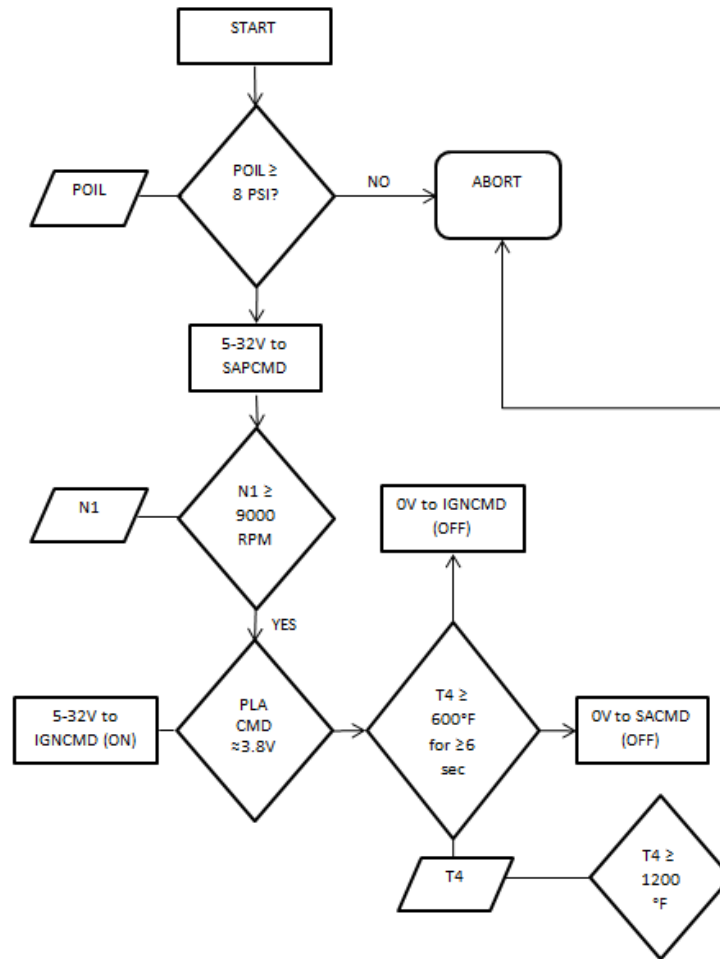 START
POIL ≥
8 PSI?
POIL
NO
ABORT
5-32V to
SAPCMD
N1 ≥
9000
RPM
N1
0V to IGNCMD
(OFF)
YES
5-32V to
IGNCMD (ON)
PLA
CMD
≈3.8V
T4 ≥
600°F
for ≥6
sec
0V to SACMD
(OFF)
T4
T4 ≥
1200
°F